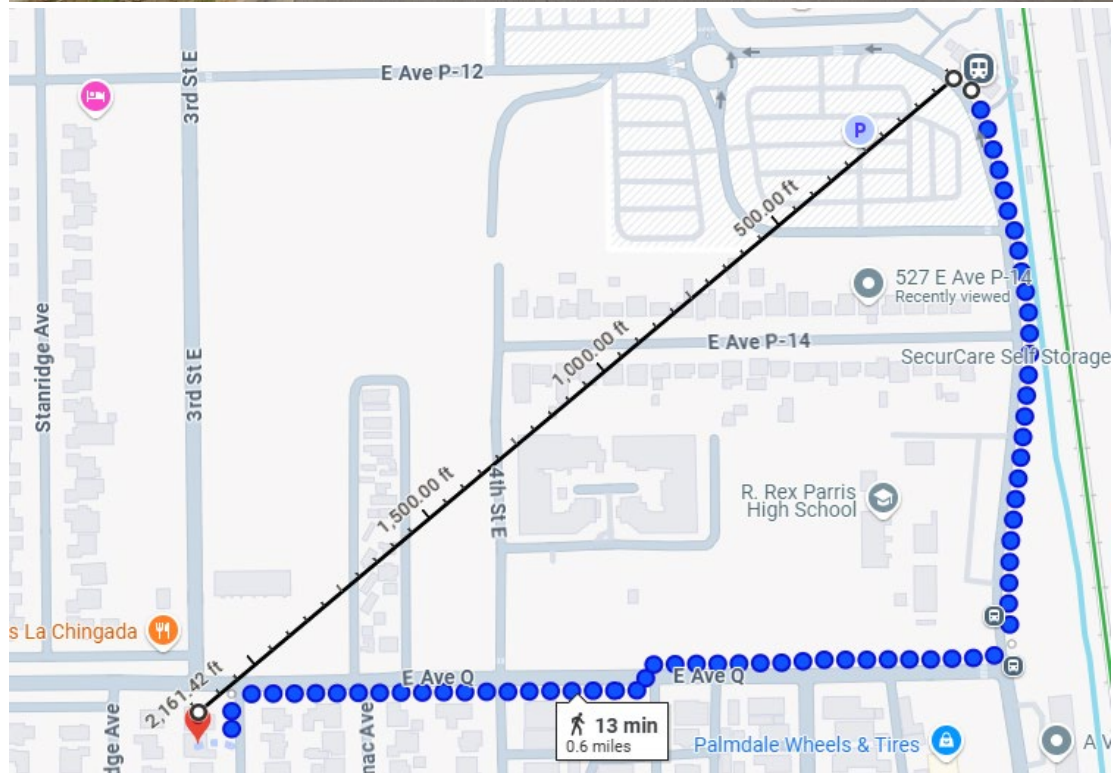 E Ave P-12
3rd St E
P
500.00 ft
527 E Ave P-14
Recently viewed
Stanridge Ave
1,000.00 ft
E Ave P-14
SecurCare Self Storage
3rd St E
1,500.00 ft
4th St E
R. Rex Parris
High School
s La Chingada
2,161.42 ft
E Ave Q
E Ave Q
dge Ave
mac Ave
13 min
0.6 miles
Palmdale Wheels & Tires